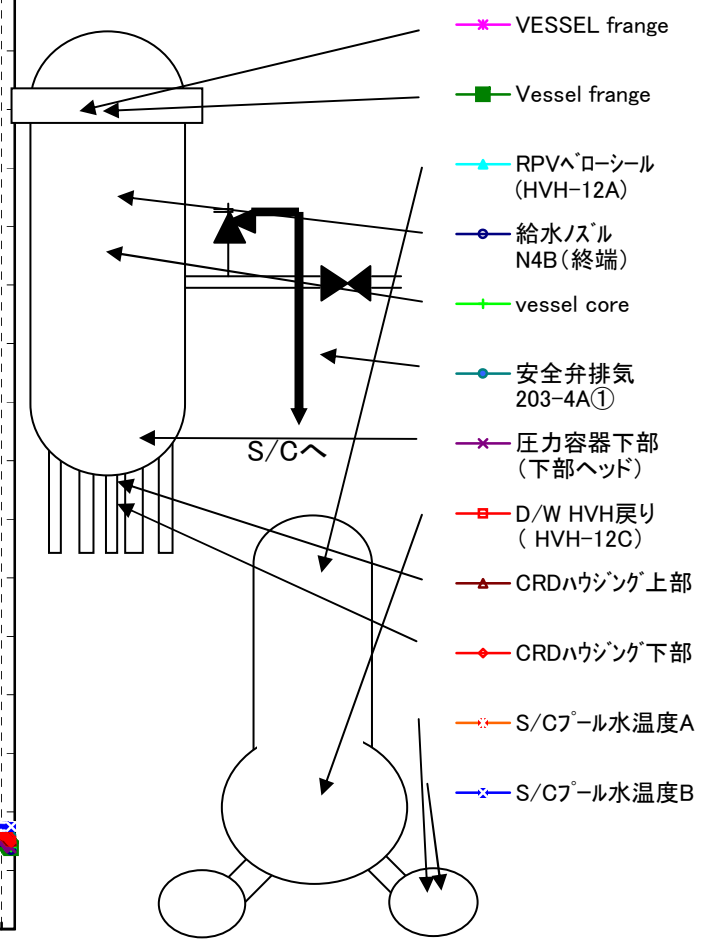 VESSEL frange
Vessel frange
RPVベローシール
(HVH-12A)
給水ノズル
N4B(終端)
vessel core
安全弁排気
203-4A①
圧力容器下部
(下部ヘッド)
D/W HVH戻り
( HVH-12C)
CRDハウジング上部
CRDハウジング下部
S/Cプール水温度A
S/Cプール水温度B
S/Cへ